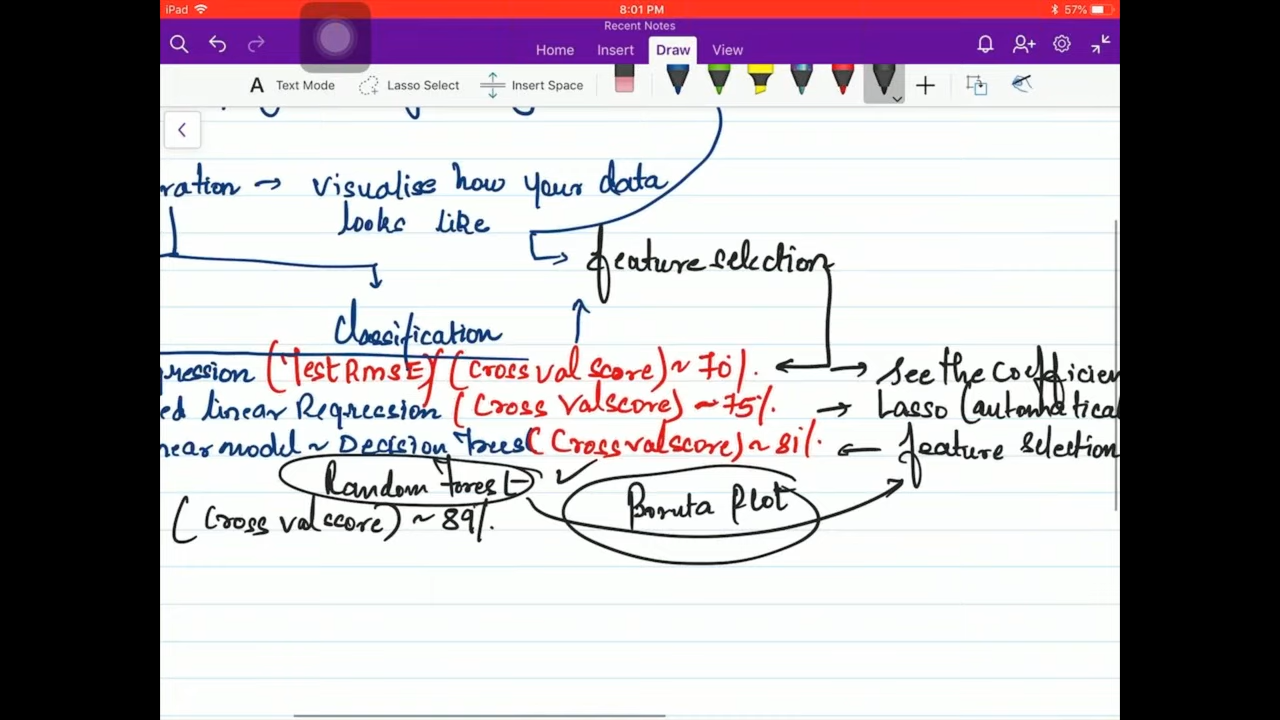 iPad 8:01 PM 57%
Recent Notes
Home Insert Draw View
A Text Mode Lasso Select Insert Space
ration → visualise how your data
looks like
feature selection
Classification
ression (Test RmsE) (Cross val score) ~ 70%. → See the coefficien
ed linear Regression (Cross Valscore) ~ 75%. → Lasso (automatical
near model ~ Decision Trees (Crossvalscore) ~ 81%. ← feature selection
Random Forest ✓ Boruta Plot
(Cross valscore) ~ 89%.